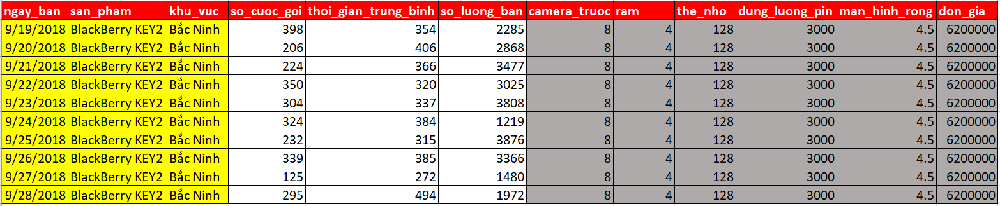 ngay_ban san_pham khu_vuc so_cuoc_goi thoi_gian_trung_binh so_luong_ban camera_truoc ram the_nho dung_luong_pin man_hinh_rong don_gia
9/19/2018 BlackBerry KEY2 Bắc Ninh 398 354 2285 8 4 128 3000 4.5 6200000
9/20/2018 BlackBerry KEY2 Bắc Ninh 206 406 2868 8 4 128 3000 4.5 6200000
9/21/2018 BlackBerry KEY2 Bắc Ninh 224 366 3477 8 4 128 3000 4.5 6200000
9/22/2018 BlackBerry KEY2 Bắc Ninh 350 320 3025 8 4 128 3000 4.5 6200000
9/23/2018 BlackBerry KEY2 Bắc Ninh 304 337 3808 8 4 128 3000 4.5 6200000
9/24/2018 BlackBerry KEY2 Bắc Ninh 324 384 1219 8 4 128 3000 4.5 6200000
9/25/2018 BlackBerry KEY2 Bắc Ninh 232 315 3876 8 4 128 3000 4.5 6200000
9/26/2018 BlackBerry KEY2 Bắc Ninh 339 385 3366 8 4 128 3000 4.5 6200000
9/27/2018 BlackBerry KEY2 Bắc Ninh 125 272 1480 8 4 128 3000 4.5 6200000
9/28/2018 BlackBerry KEY2 Bắc Ninh 295 494 1972 8 4 128 3000 4.5 6200000